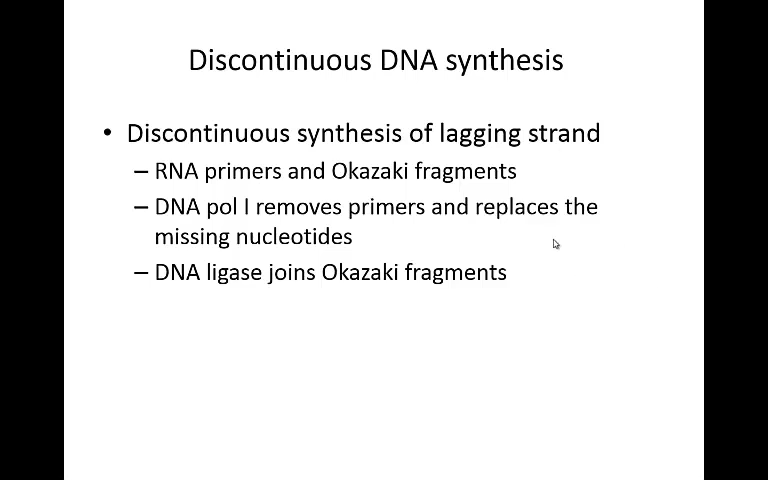 Discontinuous DNA synthesis
• Discontinuous synthesis of lagging strand
– RNA primers and Okazaki fragments
– DNA pol I removes primers and replaces the
missing nucleotides
– DNA ligase joins Okazaki fragments